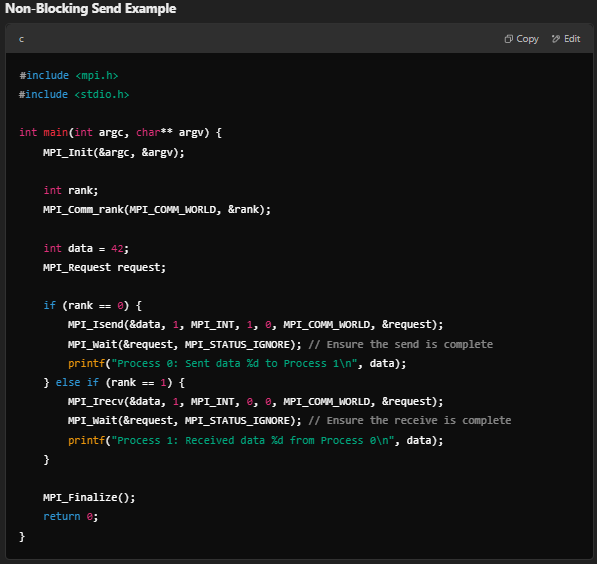 Non-Blocking Send Example
c
Copy
Edit
#include <mpi.h>
#include <stdio.h>
int main(int argc, char** argv) {
    MPI_Init(&argc, &argv);
    int rank;
    MPI_Comm_rank(MPI_COMM_WORLD, &rank);
    int data = 42;
    MPI_Request request;
    if (rank == 0) {
        MPI_Isend(&data, 1, MPI_INT, 1, 0, MPI_COMM_WORLD, &request);
        MPI_Wait(&request, MPI_STATUS_IGNORE); // Ensure the send is complete
        printf("Process 0: Sent data %d to Process 1\n", data);
    } else if (rank == 1) {
        MPI_Irecv(&data, 1, MPI_INT, 0, 0, MPI_COMM_WORLD, &request);
        MPI_Wait(&request, MPI_STATUS_IGNORE); // Ensure the receive is complete
        printf("Process 1: Received data %d from Process 0\n", data);
    }
    MPI_Finalize();
    return 0;
}